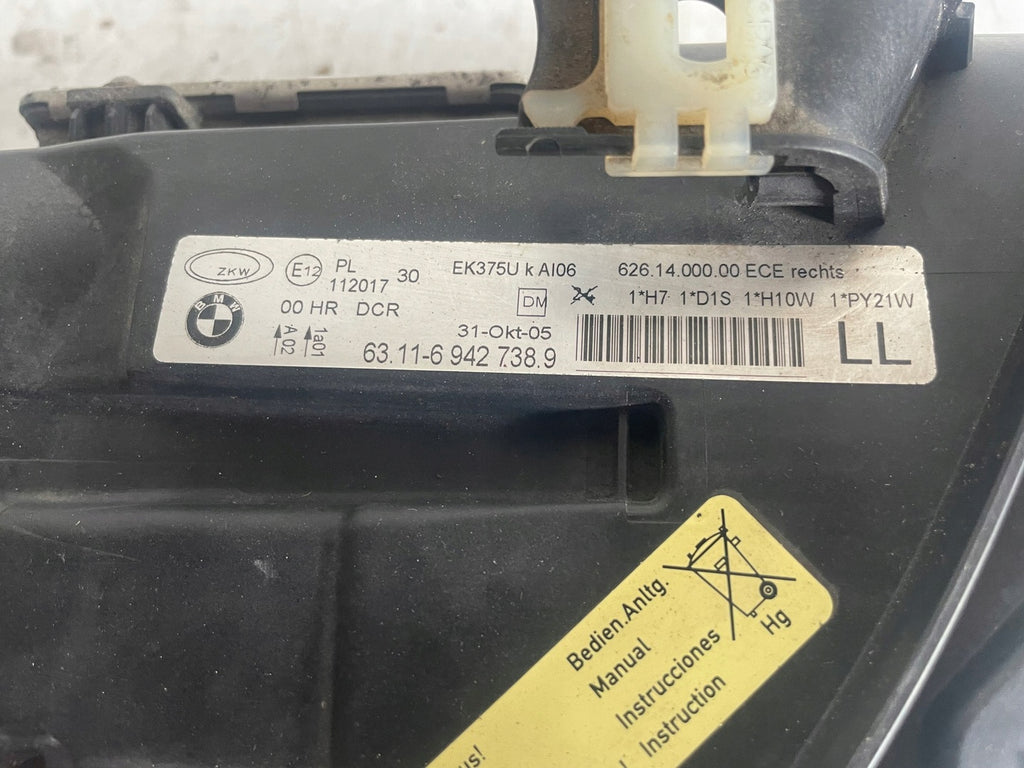 ZKW
E12
PL
112017
30
EK375U k AI06
626.14.000.00 ECE rechts
BMW
00 HR DCR
DM
1*H7 1*D1S 1*H10W 1*PY21W
A 02
1a01
31-Okt-05
63.11-6 942 738.9
LL
Bedien.Anltg.
Manual
Instrucciones
Instruction
Hg